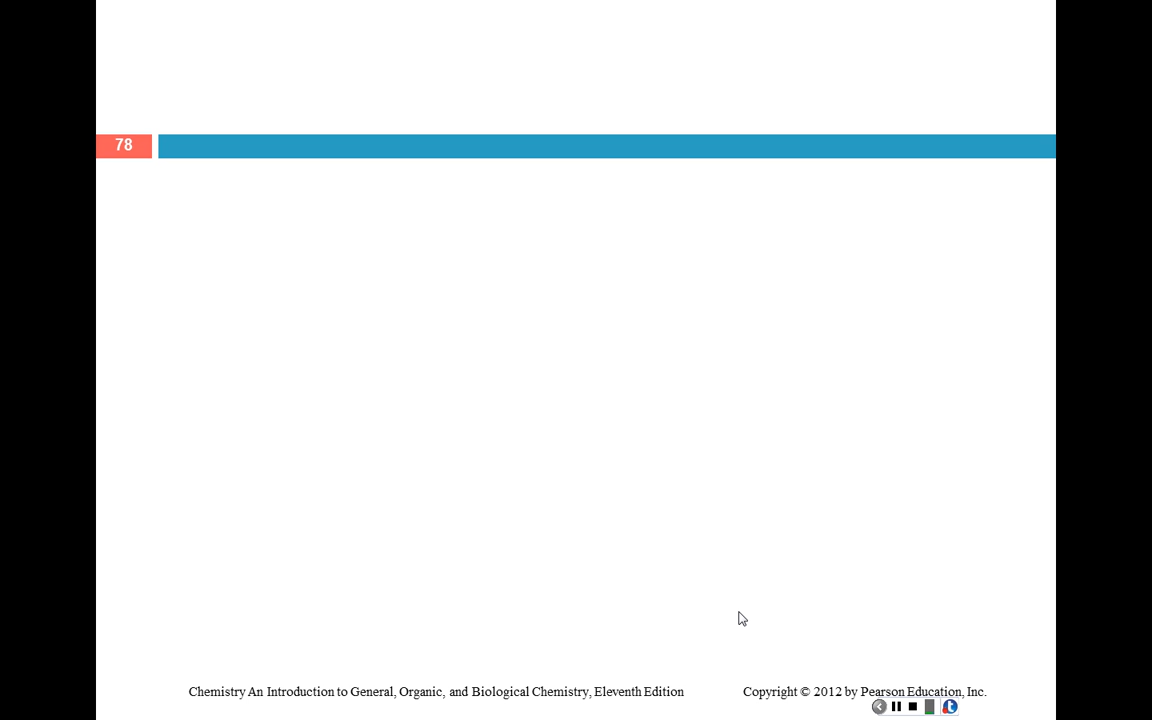 78
Chemistry An Introduction to General, Organic, and Biological Chemistry, Eleventh Edition
Copyright © 2012 by Pearson Education, Inc.